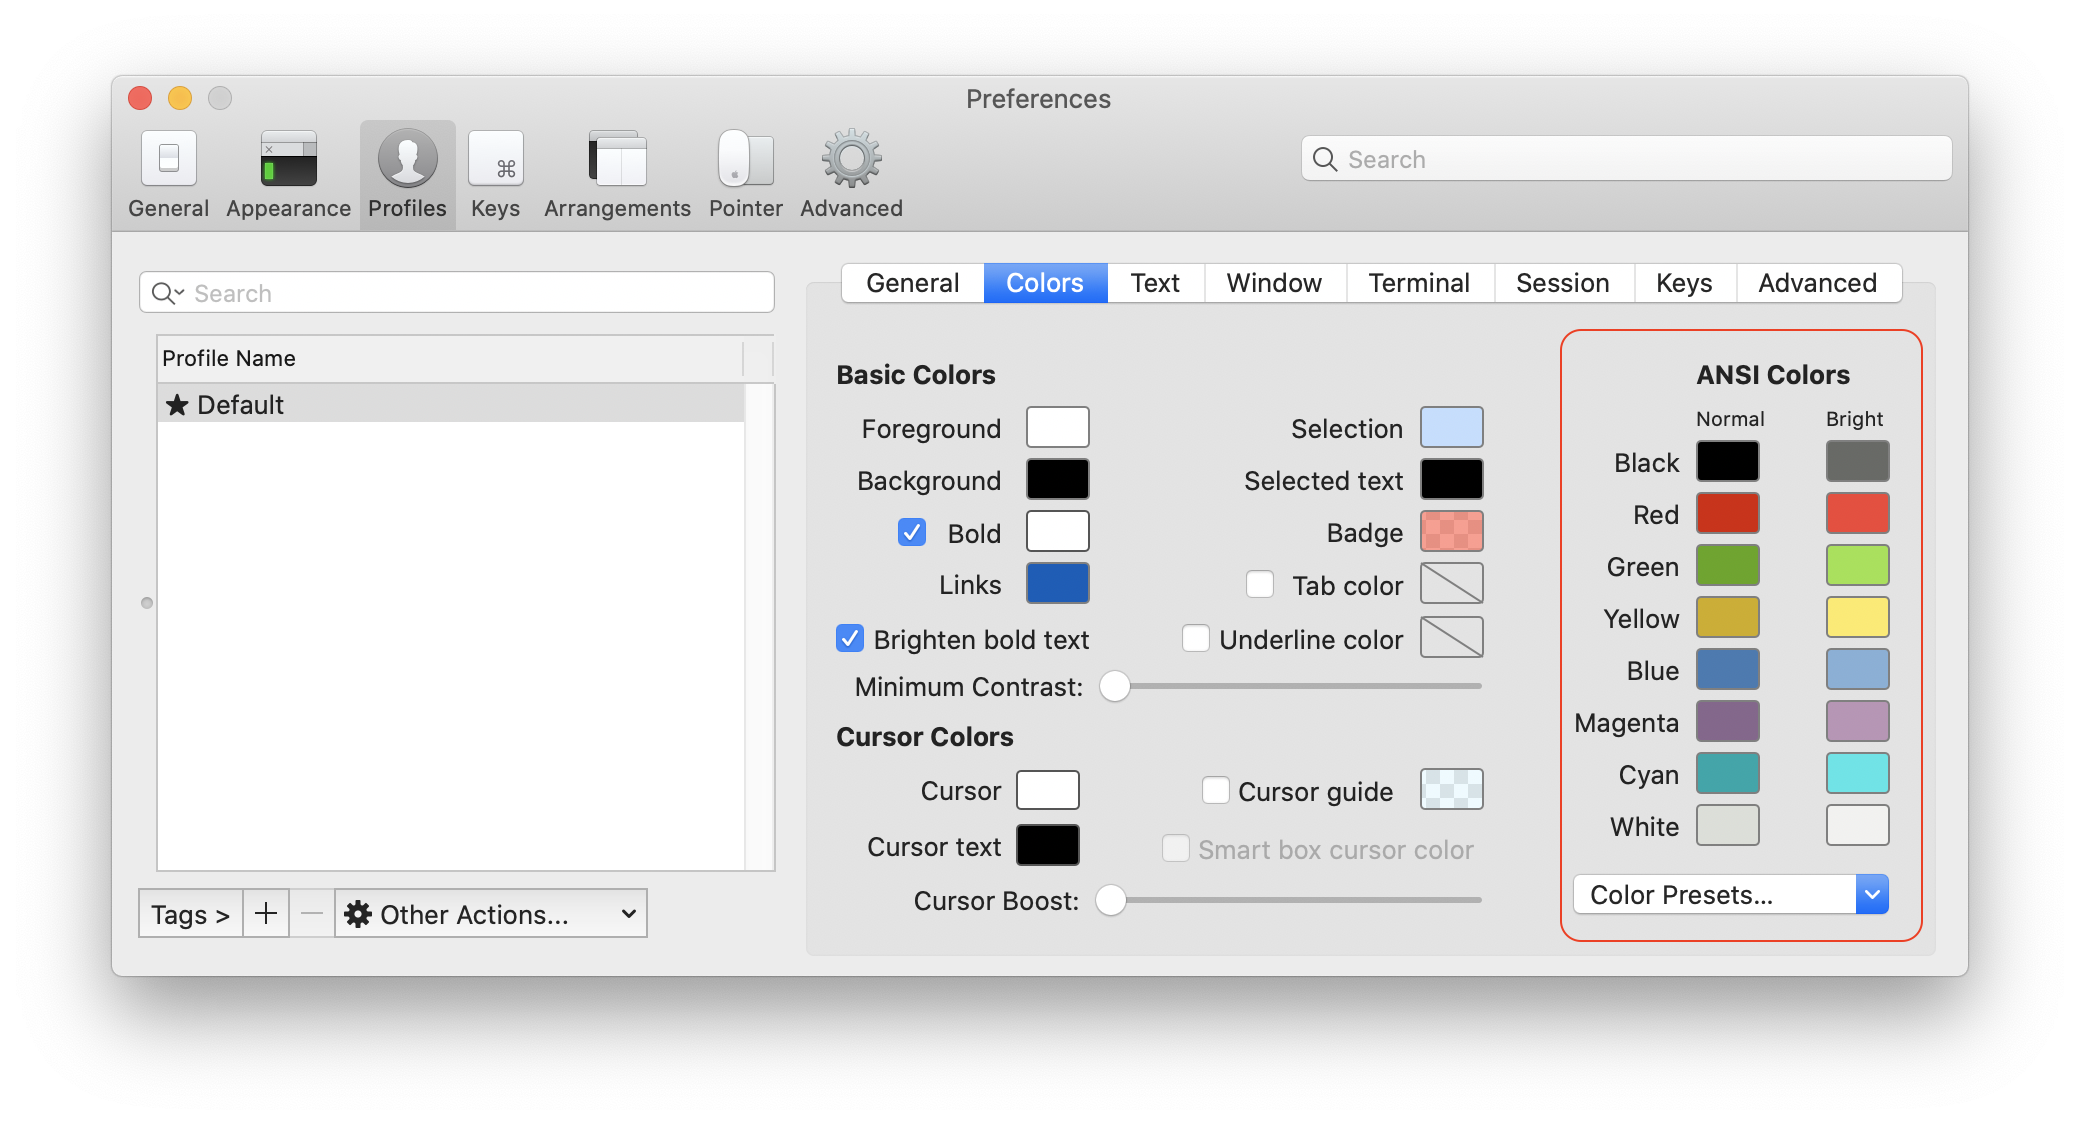 Preferences
General Appearance Profiles Keys Arrangements Pointer Advanced
Search
Search
Profile Name
★ Default
Tags > + — Other Actions...
General Colors Text Window Terminal Session Keys Advanced
Basic Colors
Foreground
Background
Bold
Links
Brighten bold text
Selection
Selected text
Badge
Tab color
Underline color
Minimum Contrast:
Cursor Colors
Cursor
Cursor text
Cursor guide
Smart box cursor color
Cursor Boost:
ANSI Colors
Normal Bright
Black
Red
Green
Yellow
Blue
Magenta
Cyan
White
Color Presets...